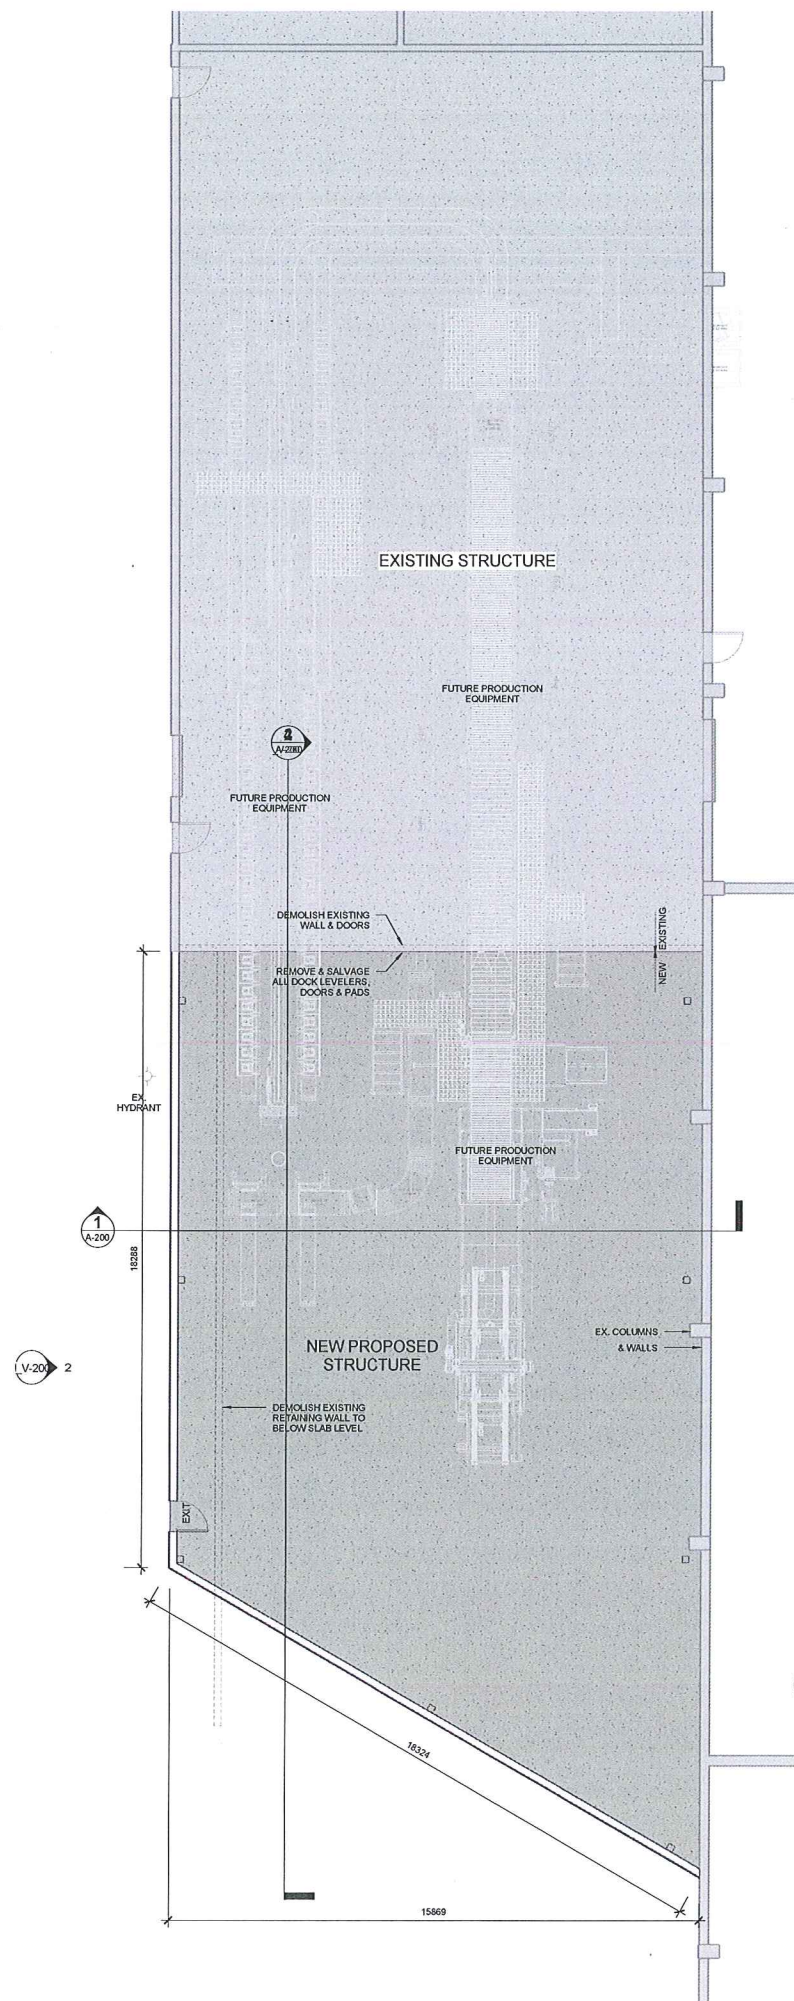 EXISTING STRUCTURE
FUTURE PRODUCTION
EQUIPMENT
2
FUTURE PRODUCTION
EQUIPMENT
DEMOLISH EXISTING
WALL & DOORS
REMOVE & SALVAGE
ALL DOCK LEVELERS,
DOORS & PADS
EXISTING
NEW
EX.
HYDRANT
FUTURE PRODUCTION
EQUIPMENT
1
A-200
18288
EX. COLUMNS
& WALLS
NEW PROPOSED
STRUCTURE
2
DEMOLISH EXISTING
RETAINING WALL TO
BELOW SLAB LEVEL
EXIT
18324
15869